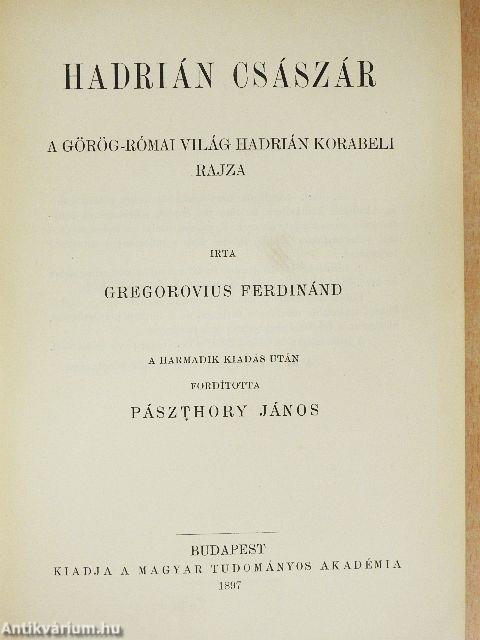 HADRIÁN CSÁSZÁR
A GÖRÖG-RÓMAI VILÁG HADRIÁN KORABELI
RAJZA
IRTA
GREGOROVIUS FERDINÁND
A HARMADIK KIADÁS UTÁN
FORDÍTOTTA
PÁSZTHORY JÁNOS
BUDAPEST
KIADJA A MAGYAR TUDOMÁNYOS AKADÉMIA
1897
Antikvárium.hu